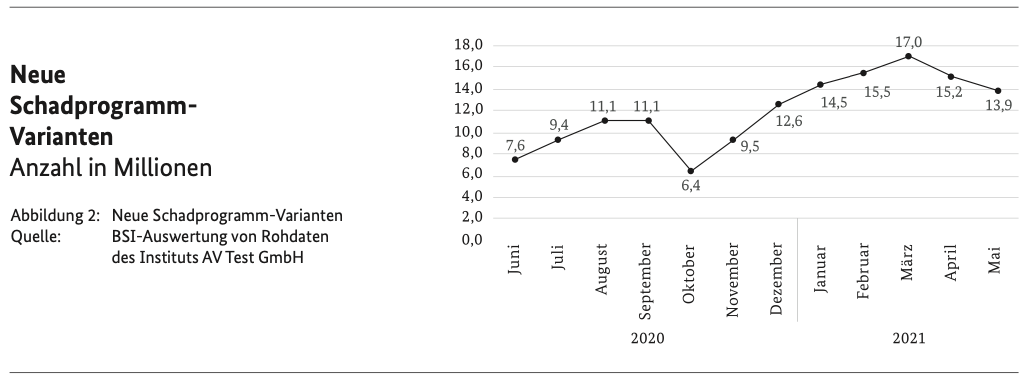 Neue
Schadprogramm-
Varianten
Anzahl in Millionen
Abbildung 2: Neue Schadprogramm-Varianten
Quelle: BSI-Auswertung von Rohdaten
des Instituts AV Test GmbH
18,0
16,0
14,0
12,0
10,0
8,0
6,0
4,0
2,0
0,0
7,6
9,4
11,1
11,1
6,4
9,5
12,6
14,5
15,5
17,0
15,2
13,9
Juni
Juli
August
September
Oktober
November
Dezember
Januar
Februar
März
April
Mai
2020
2021